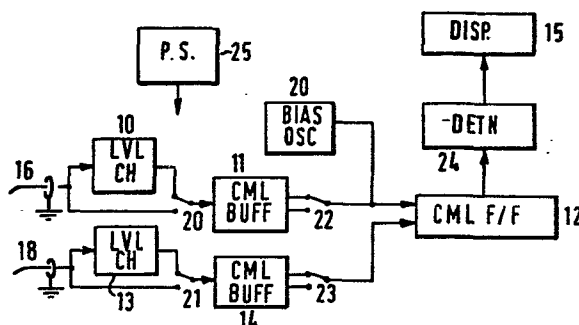 DISP. 15
P. S. 25
20
BIAS
OSC
10
LVL
CH
-DETN
24
16
11
CML
BUFF
20
22
CML F/F 12
18
LVL
CH
13
21
CML
BUFF
14
23